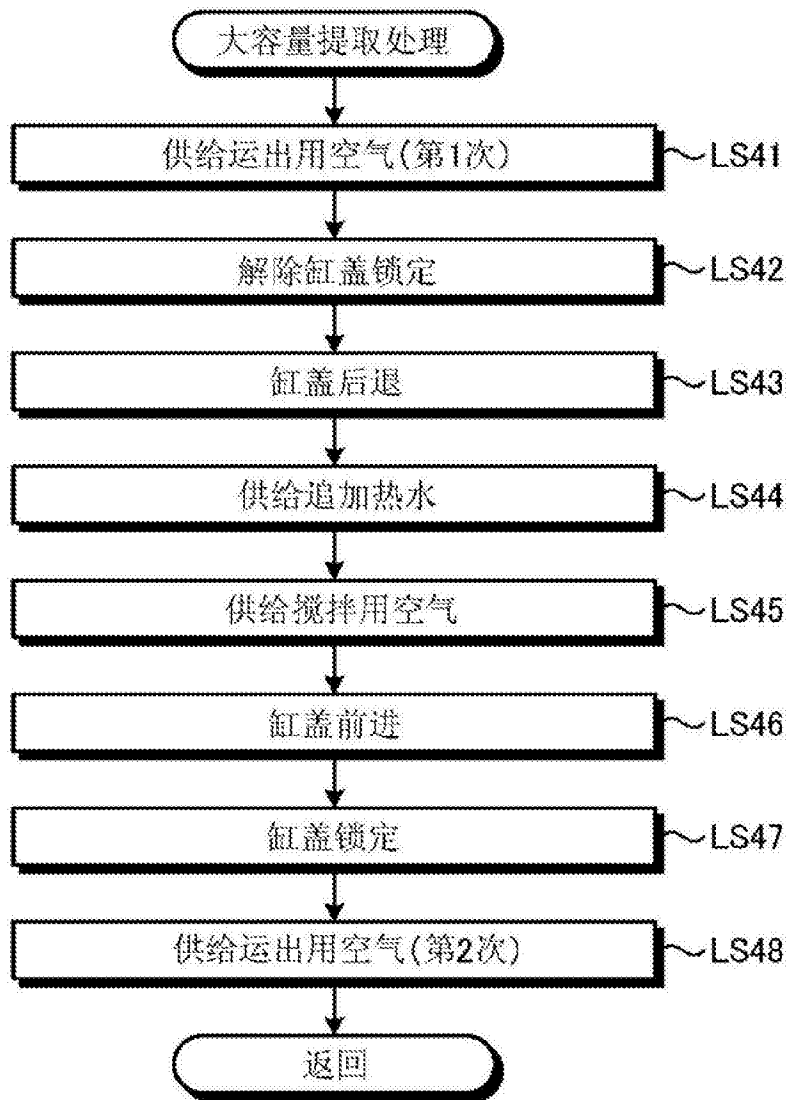 大容量提取处理
供给运出用空气(第1次) LS41
解除缸盖锁定 LS42
缸盖后退 LS43
供给追加热水 LS44
供给搅拌用空气 LS45
缸盖前进 LS46
缸盖锁定 LS47
供给运出用空气(第2次) LS48
返回